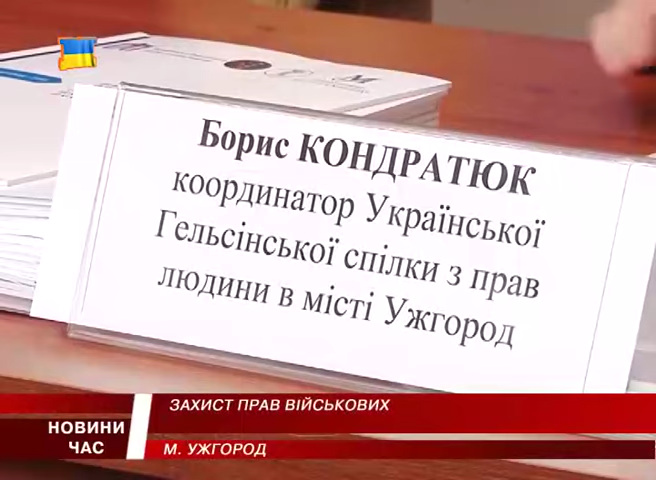 Борис КОНДРАТЮК
координатор Української
Гельсінської спілки з прав
людини в місті Ужгород
ЗАХИСТ ПРАВ ВІЙСЬКОВИХ
НОВИНИ
ЧАС
М. УЖГОРОД